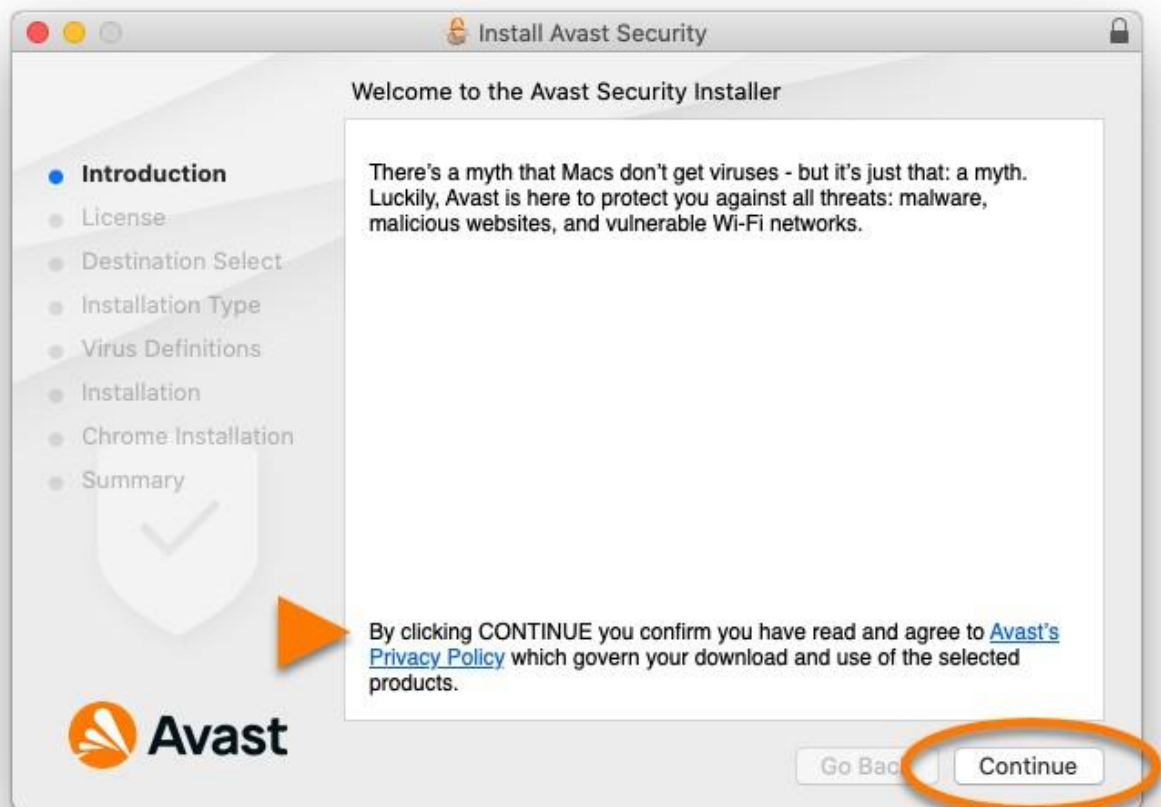 Install Avast Security
Welcome to the Avast Security Installer
Introduction
License
Destination Select
Installation Type
Virus Definitions
Installation
Chrome Installation
Summary
There's a myth that Macs don't get viruses - but it's just that: a myth.
Luckily, Avast is here to protect you against all threats: malware,
malicious websites, and vulnerable Wi-Fi networks.
By clicking CONTINUE you confirm you have read and agree to Avast's
Privacy Policy which govern your download and use of the selected
products.
Avast
Go Back
Continue